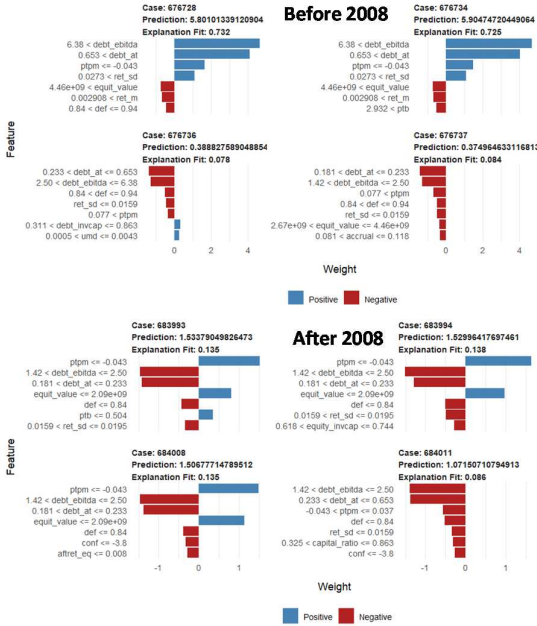 Before 2008
Case: 676728
Prediction: 5.80101339120904
Explanation Fit: 0.732
6.38 < debt_ebitda
0.653 < debt_at
ptpm <= -0.043
0.0273 < ret_sd
4.46e+09 < equity_value
0.002908 < ret_m
0.84 < def <= 0.94
0 2 4
Case: 676734
Prediction: 5.90474720449064
Explanation Fit: 0.725
6.38 < debt_ebitda
0.653 < debt_at
ptpm <= -0.043
0.0273 < ret_sd
4.46e+09 < equity_value
0.002908 < ret_m
2.932 < ptb
Feature
Case: 676736
Prediction: 0.388827589048854
Explanation Fit: 0.078
0.233 < debt_at <= 0.653
2.50 < debt_ebitda <= 6.38
0.84 < def <= 0.94
ret_sd <= 0.0159
0.077 < ptpm
0.311 < debt_invcap <= 0.863
0.0005 < umd <= 0.0043
0 2 4
Case: 676737
Prediction: 0.374964633116813
Explanation Fit: 0.084
0.181 < debt_at <= 0.233
1.42 < debt_ebitda <= 2.50
0.077 < ptpm
0.84 < def <= 0.94
ret_sd <= 0.0159
2.67e+09 < equity_value <= 4.46e+09
0.081 < accrual <= 0.118
0 2 4
Weight
Positive Negative
After 2008
Case: 683993
Prediction: 1.53379049826473
Explanation Fit: 0.135
ptpm <= -0.043
1.42 < debt_ebitda <= 2.50
0.181 < debt_at <= 0.233
equity_value <= 2.09e+09
def <= 0.84
ptb <= 0.504
0.0159 < ret_sd <= 0.0195
Case: 683994
Prediction: 1.52996417697461
Explanation Fit: 0.138
ptpm <= -0.043
1.42 < debt_ebitda <= 2.50
0.181 < debt_at <= 0.233
equity_value <= 2.09e+09
def <= 0.84
0.0159 < ret_sd <= 0.0195
0.618 < equity_invcap <= 0.744
Feature
Case: 684008
Prediction: 1.50677714789512
Explanation Fit: 0.135
ptpm <= -0.043
1.42 < debt_ebitda <= 2.50
0.181 < debt_at <= 0.233
equity_value <= 2.09e+09
def <= 0.84
conf <= -3.8
aftret_eq <= 0.008
-1 0 1
Case: 684011
Prediction: 1.07150710794913
Explanation Fit: 0.086
1.42 < debt_ebitda <= 2.50
0.233 < debt_at <= 0.653
-0.043 < ptpm <= 0.037
def <= 0.84
ret_sd <= 0.0159
0.325 < capital_ratio <= 0.863
conf <= -3.8
-1 0 1
Weight
Positive Negative